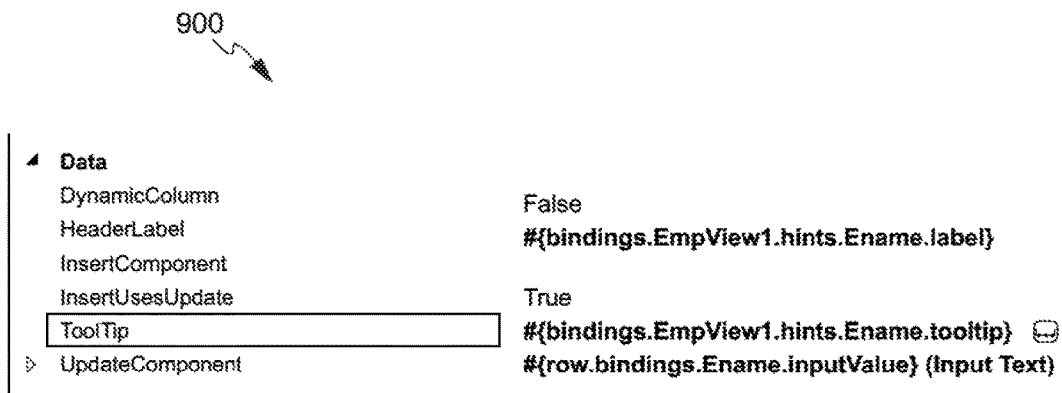 900
Data
DynamicColumn False
HeaderLabel #{bindings.EmpView1.hints.Ename.label}
InsertComponent
InsertUsesUpdate True
ToolTip #{bindings.EmpView1.hints.Ename.tooltip}
UpdateComponent #{row.bindings.Ename.inputValue} (Input Text)